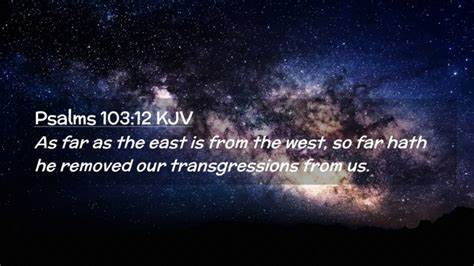 Psalms 103:12 KJV
As far as the east is from the west, so far hath
he removed our transgressions from us.